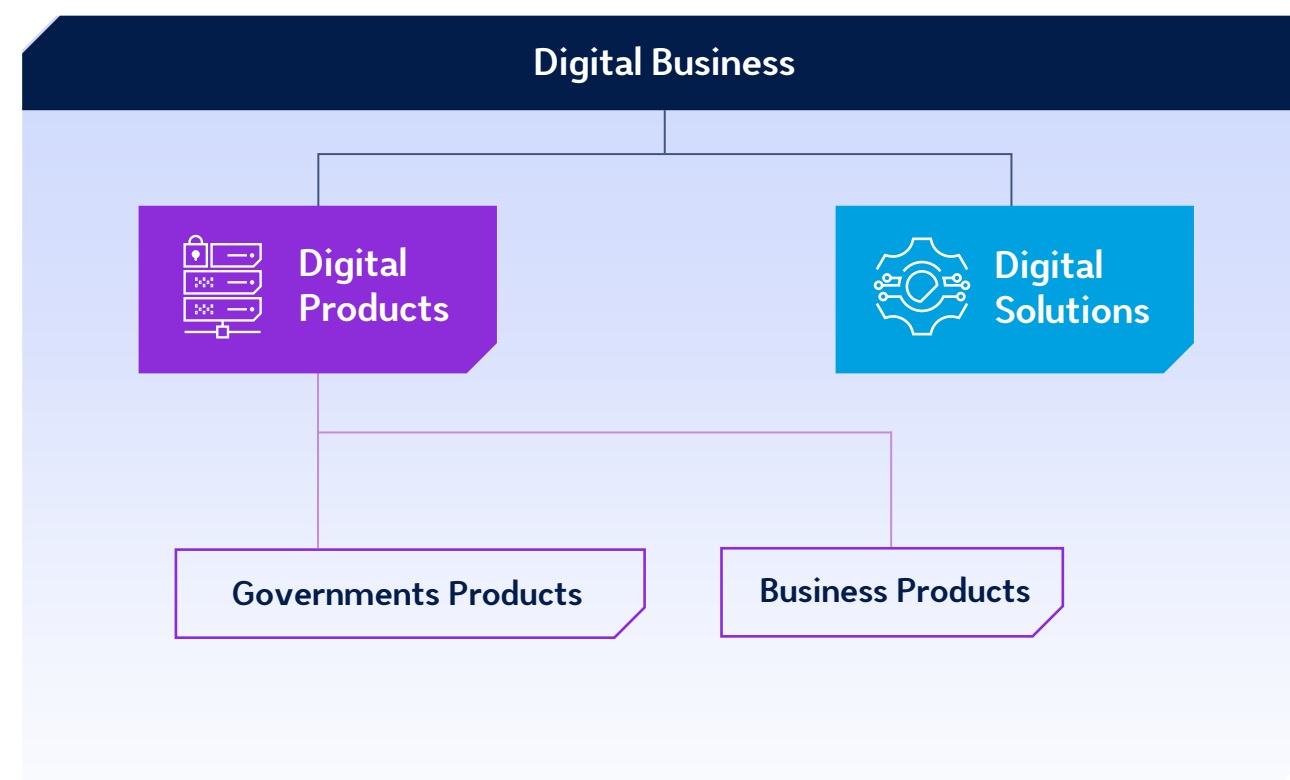 Digital Business
Digital
Products
Digital
Solutions
Governments Products
Business Products